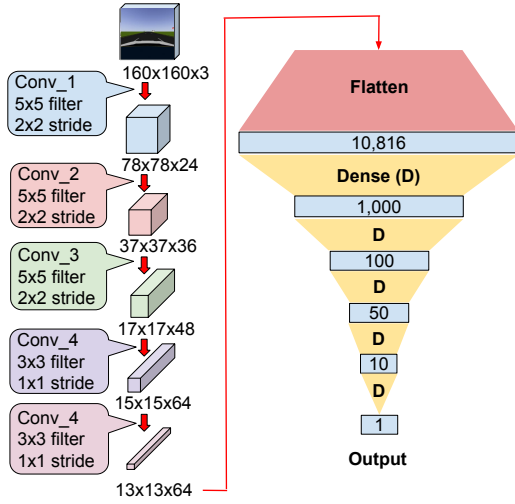 160x160x3
Conv_1
5x5 filter
2x2 stride
78x78x24
Conv_2
5x5 filter
2x2 stride
37x37x36
Conv_3
5x5 filter
2x2 stride
17x17x48
Conv_4
3x3 filter
1x1 stride
15x15x64
Conv_4
3x3 filter
1x1 stride
13x13x64
Flatten
10,816
Dense (D)
1,000
D
100
D
50
D
10
D
1
Output